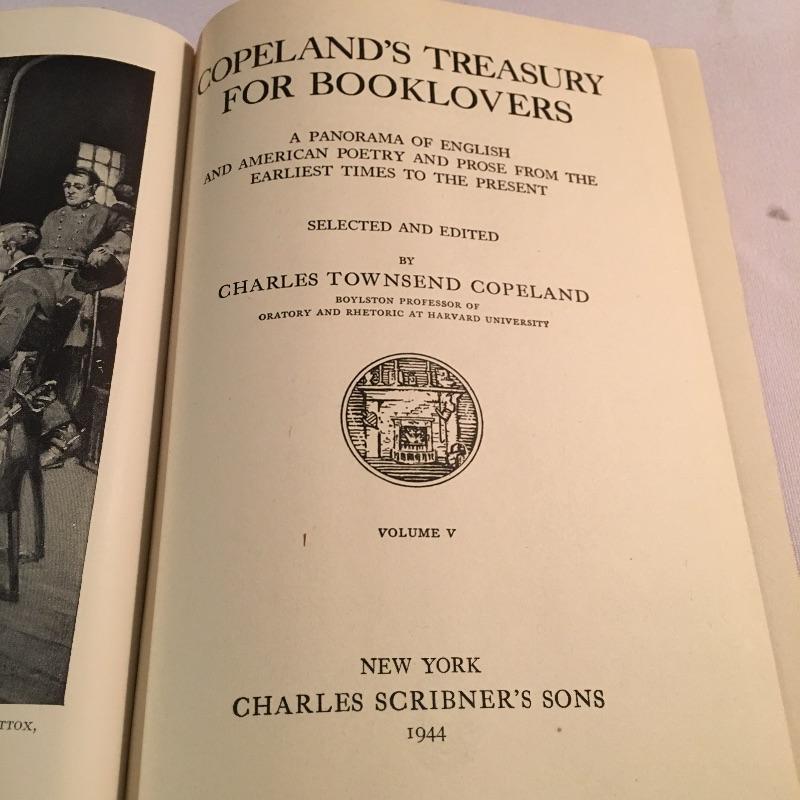 COPELAND'S TREASURY
FOR BOOKLOVERS
A PANORAMA OF ENGLISH
AND AMERICAN POETRY AND PROSE FROM THE
EARLIEST TIMES TO THE PRESENT
SELECTED AND EDITED
BY
CHARLES TOWNSEND COPELAND
BOYLSTON PROFESSOR OF
ORATORY AND RHETORIC AT HARVARD UNIVERSITY
VOLUME V
NEW YORK
CHARLES SCRIBNER'S SONS
1944